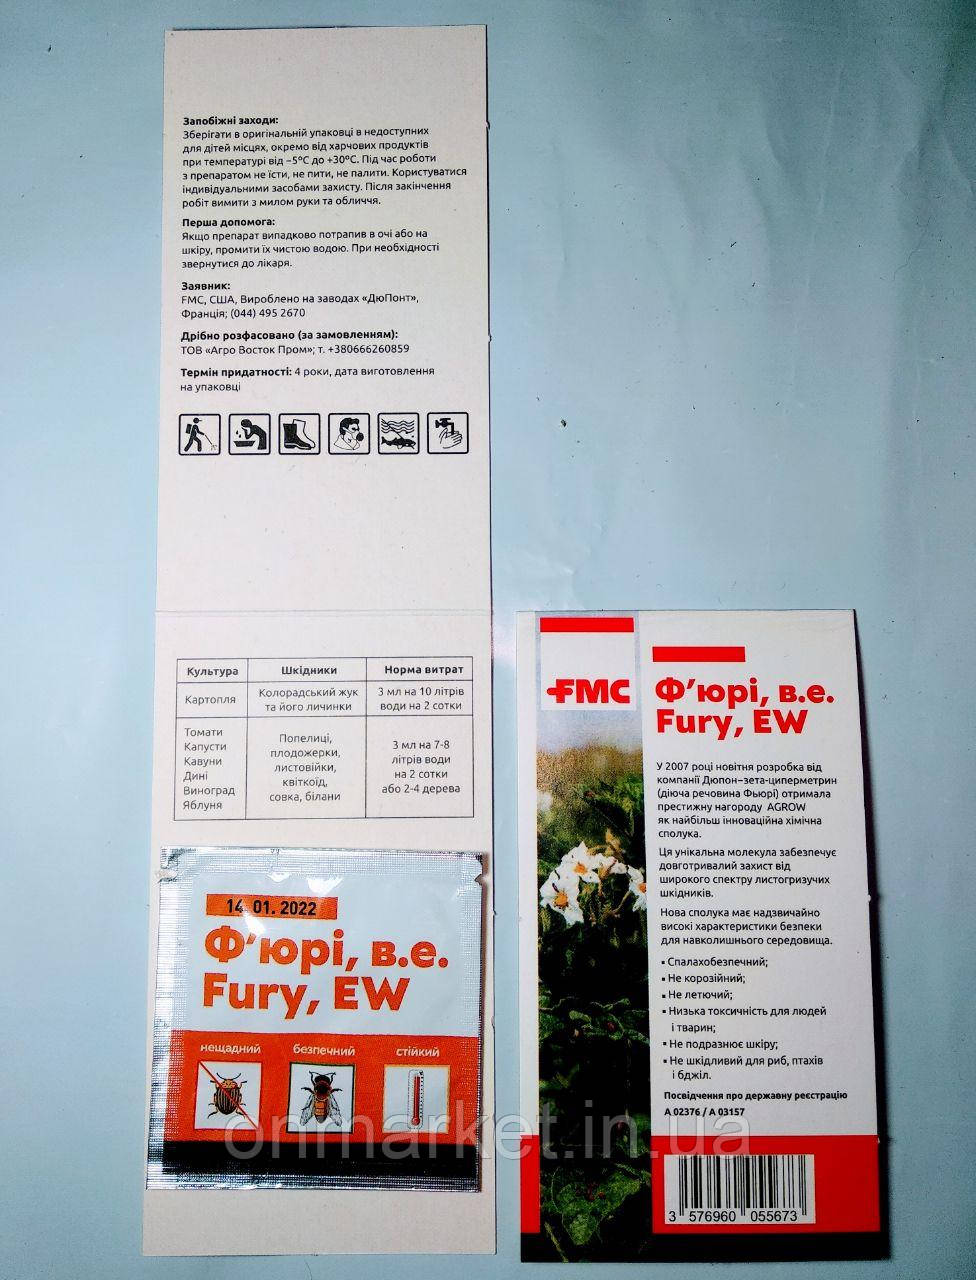 Запобіжні заходи:
Зберігати в оригінальній упаковці в недоступних
для дітей місцях, окремо від харчових продуктів
при температурі від −5°С до +30°С. Під час роботи
з препаратом не їсти, не пити, не палити. Користуватися
індивідуальними засобами захисту. Після закінчення
робіт вимити з милом руки та обличчя.
Перша допомога:
Якщо препарат випадково потрапив в очі або на
шкіру, промити їх чистою водою. При необхідності
звернутися до лікаря.
Заявник:
FMC, США, Вироблено на заводах «ДюПонт»,
Франція; (044) 495 2670
Дрібно розфасовано (за замовленням):
ТОВ «Агро Восток Пром»; т. +380666260859
Термін придатності: 4 роки, дата виготовлення
на упаковці
Культура Шкідники Норма витрат
Картопля
Колорадський жук
та його личинки
3 мл на 10 літрів
води на 2 сотки
Томати
Капусти
Кавуни
Дині
Виноград
Яблуня
Попелиці,
плодожерки,
листовійки,
квіткоїд,
совка, білани
3 мл на 7-8
літрів води
на 2 сотки
або 2-4 дерева
14 01. 2022
Ф'юрі, в.е.
Fury, EW
нещадний безпечний стійкий
FMC
Ф'юрі, в.е.
Fury, EW
У 2007 році новітня розробка від
компанії Дюпон–зета-циперметрин
(діюча речовина Фьюрі) отримала
престижну нагороду AGROW
як найбільш інноваційна хімічна
сполука.
Ця унікальна молекула забезпечує
довготривалий захист від
широкого спектру листогризучих
шкідників.
Нова сполука має надзвичайно
високі характеристики безпеки
для навколишнього середовища.
▪ Спалахобезпечний;
▪ Не корозійний;
▪ Не летючий;
▪ Низька токсичність для людей
і тварин;
▪ Не подразнює шкіру;
▪ Не шкідливий для риб, птахів
і бджіл.
Посвідчення про державну реєстрацію
А 02376 / А 03157
3 576960 055673
onmarket.in.ua